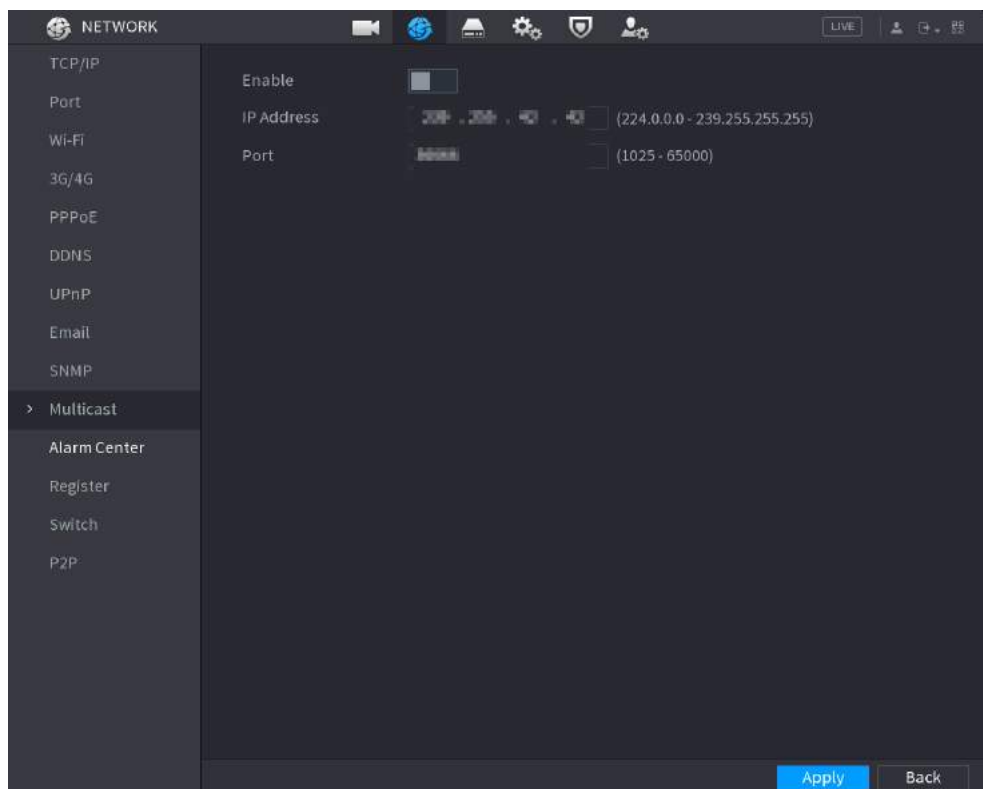 NETWORK
LIVE
TCP/IP
Port
Wi-Fi
3G/4G
PPPoE
DDNS
UPnP
Email
SNMP
> Multicast
Alarm Center
Register
Switch
P2P
Enable
IP Address (224.0.0.0 - 239.255.255.255)
Port (1025 - 65000)
Apply Back